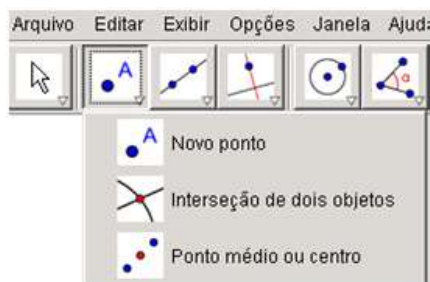 Arquivo Editar Exibir Opções Janela Ajud
A
α
A Novo ponto
Interseção de dois objetos
Ponto médio ou centro